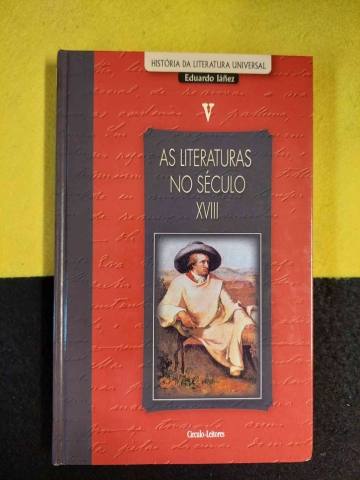 HISTÓRIA DA LITERATURA UNIVERSAL
Eduardo Iáñez
V
AS LITERATURAS
NO SÉCULO
XVIII
Círculo-Leitores